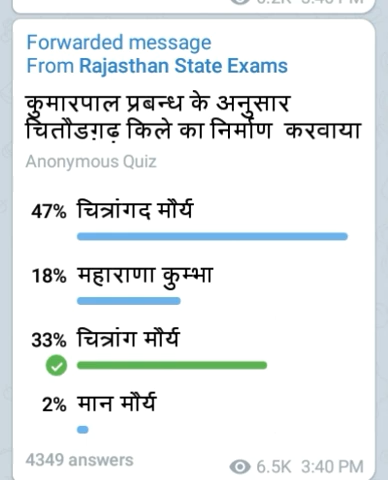 Forwarded message
From Rajasthan State Exams
कुमारपाल प्रबन्ध के अनुसार
चितौडग़ढ़ किले का निर्माण करवाया
Anonymous Quiz
47% चित्रांगद मौर्य
18% महाराणा कुम्भा
33% चित्रांग मौर्य
2% मान मौर्य
4349 answers 6.5K 3:40 PM